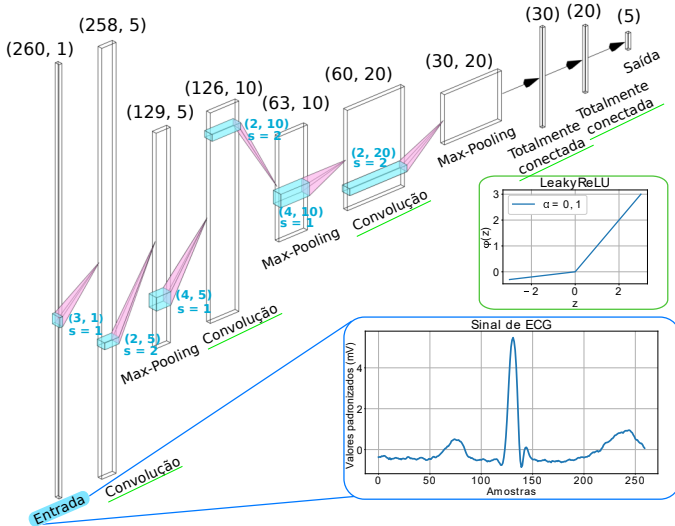 (260, 1)
(258, 5)
(129, 5)
(126, 10)
(63, 10)
(60, 20)
(30, 20)
(30)
(20)
(5)
(3, 1)
s = 1
(2, 5)
s = 2
(4, 5)
s = 1
(2, 10)
s = 2
(4, 10)
s = 1
(2, 20)
s = 2
Entrada
Convolução
Max-Pooling
Convolução
Max-Pooling
Convolução
Max-Pooling
Totalmente
conectada
Totalmente
conectada
Saída
LeakyReLU
α = 0, 1
φ(z)
3
2
1
0
−2
0
2
z
Sinal de ECG
Valores padronizados (mV)
4
2
0
0
50
100
150
200
250
Amostras